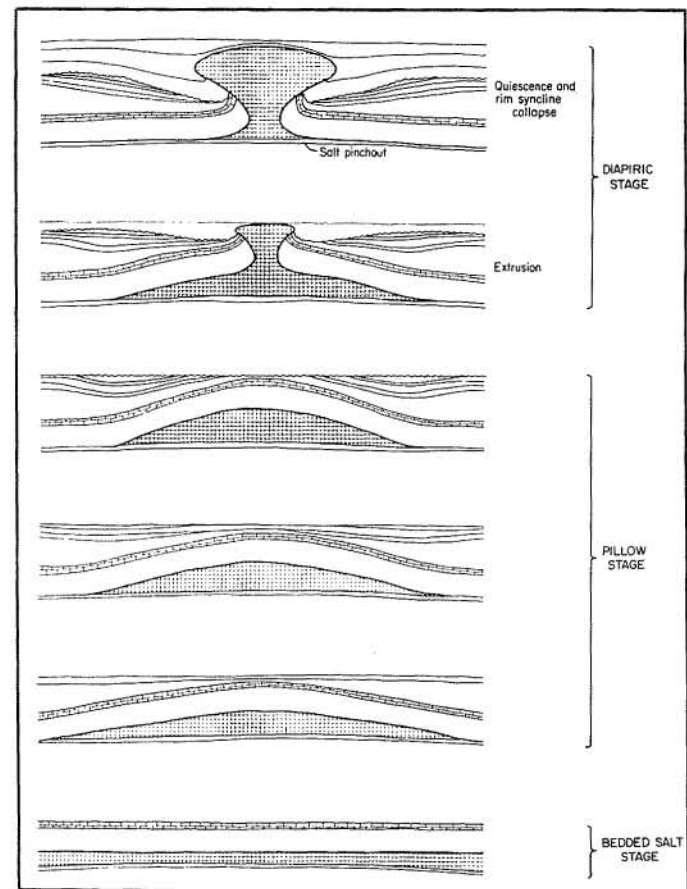 Quiescence and
rim syncline
collapse
Salt pinchout
DIAPIRIC
STAGE
Extrusion
PILLOW
STAGE
BEDDED SALT
STAGE